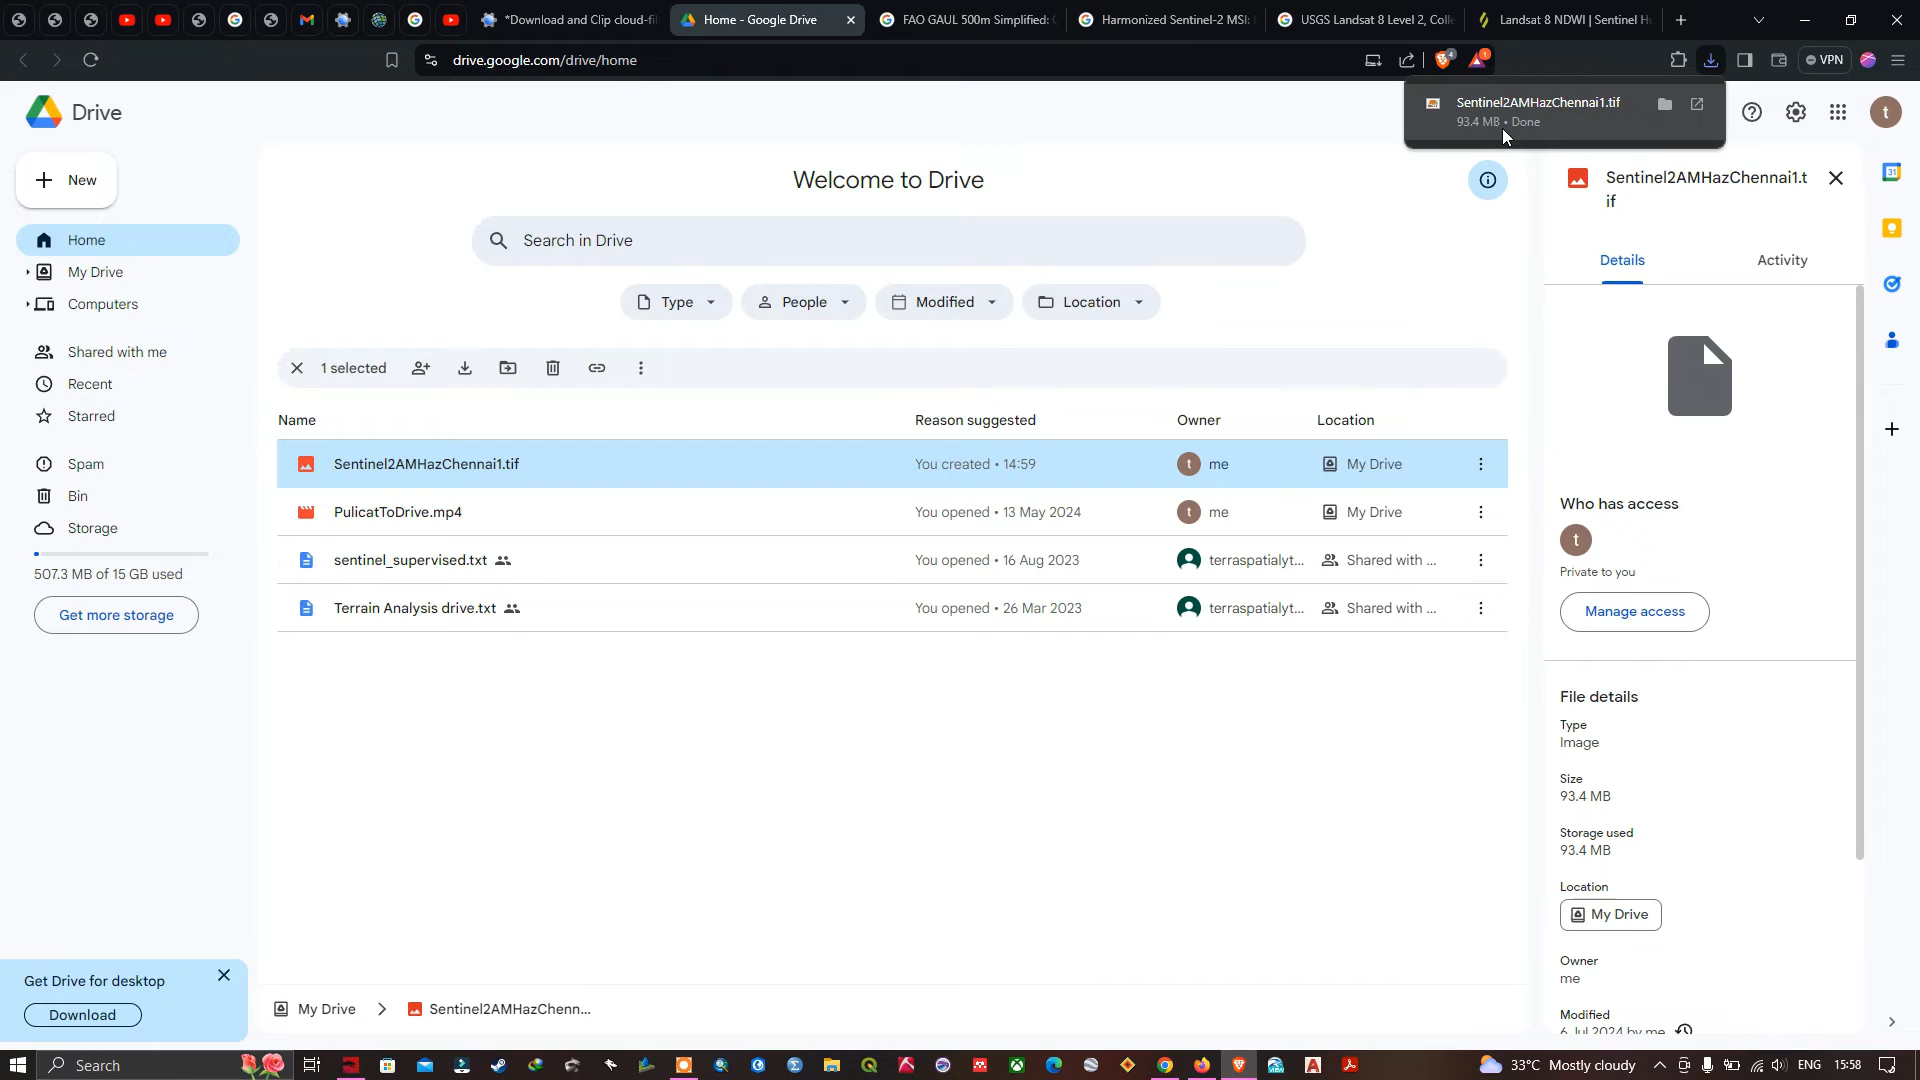 *Download and Clip cloud-fil
Home - Google Drive
FAO GAUL 500m Simplified:
Harmonized Sentinel-2 MSI:
USGS Landsat 8 Level 2, Colle
Landsat 8 NDWI | Sentinel H
drive.google.com/drive/home
4
1
VPN
Sentinel2AMHazChennai1.tif
93.4 MB • Done
Drive
t
New
Welcome to Drive
Sentinel2AMHazChennai1.t
if
31
Home
Search in Drive
Details
Activity
My Drive
Computers
Type
People
Modified
Location
Shared with me
Recent
Starred
1 selected
Name
Reason suggested
Owner
Location
Sentinel2AMHazChennai1.tif
You created • 14:59
t
me
My Drive
PulicatToDrive.mp4
You opened • 13 May 2024
t
me
My Drive
sentinel_supervised.txt
You opened • 16 Aug 2023
terraspatialyt...
Shared with ...
Terrain Analysis drive.txt
You opened • 26 Mar 2023
terraspatialyt...
Shared with ...
Spam
Bin
Storage
507.3 MB of 15 GB used
Get more storage
Who has access
t
Private to you
Manage access
File details
Type
Image
Size
93.4 MB
Storage used
93.4 MB
Location
My Drive
Owner
me
Modified
6 Jul 2024 by me
Get Drive for desktop
Download
My Drive
Sentinel2AMHazChenn...
Search
33°C Mostly cloudy
ENG
15:58